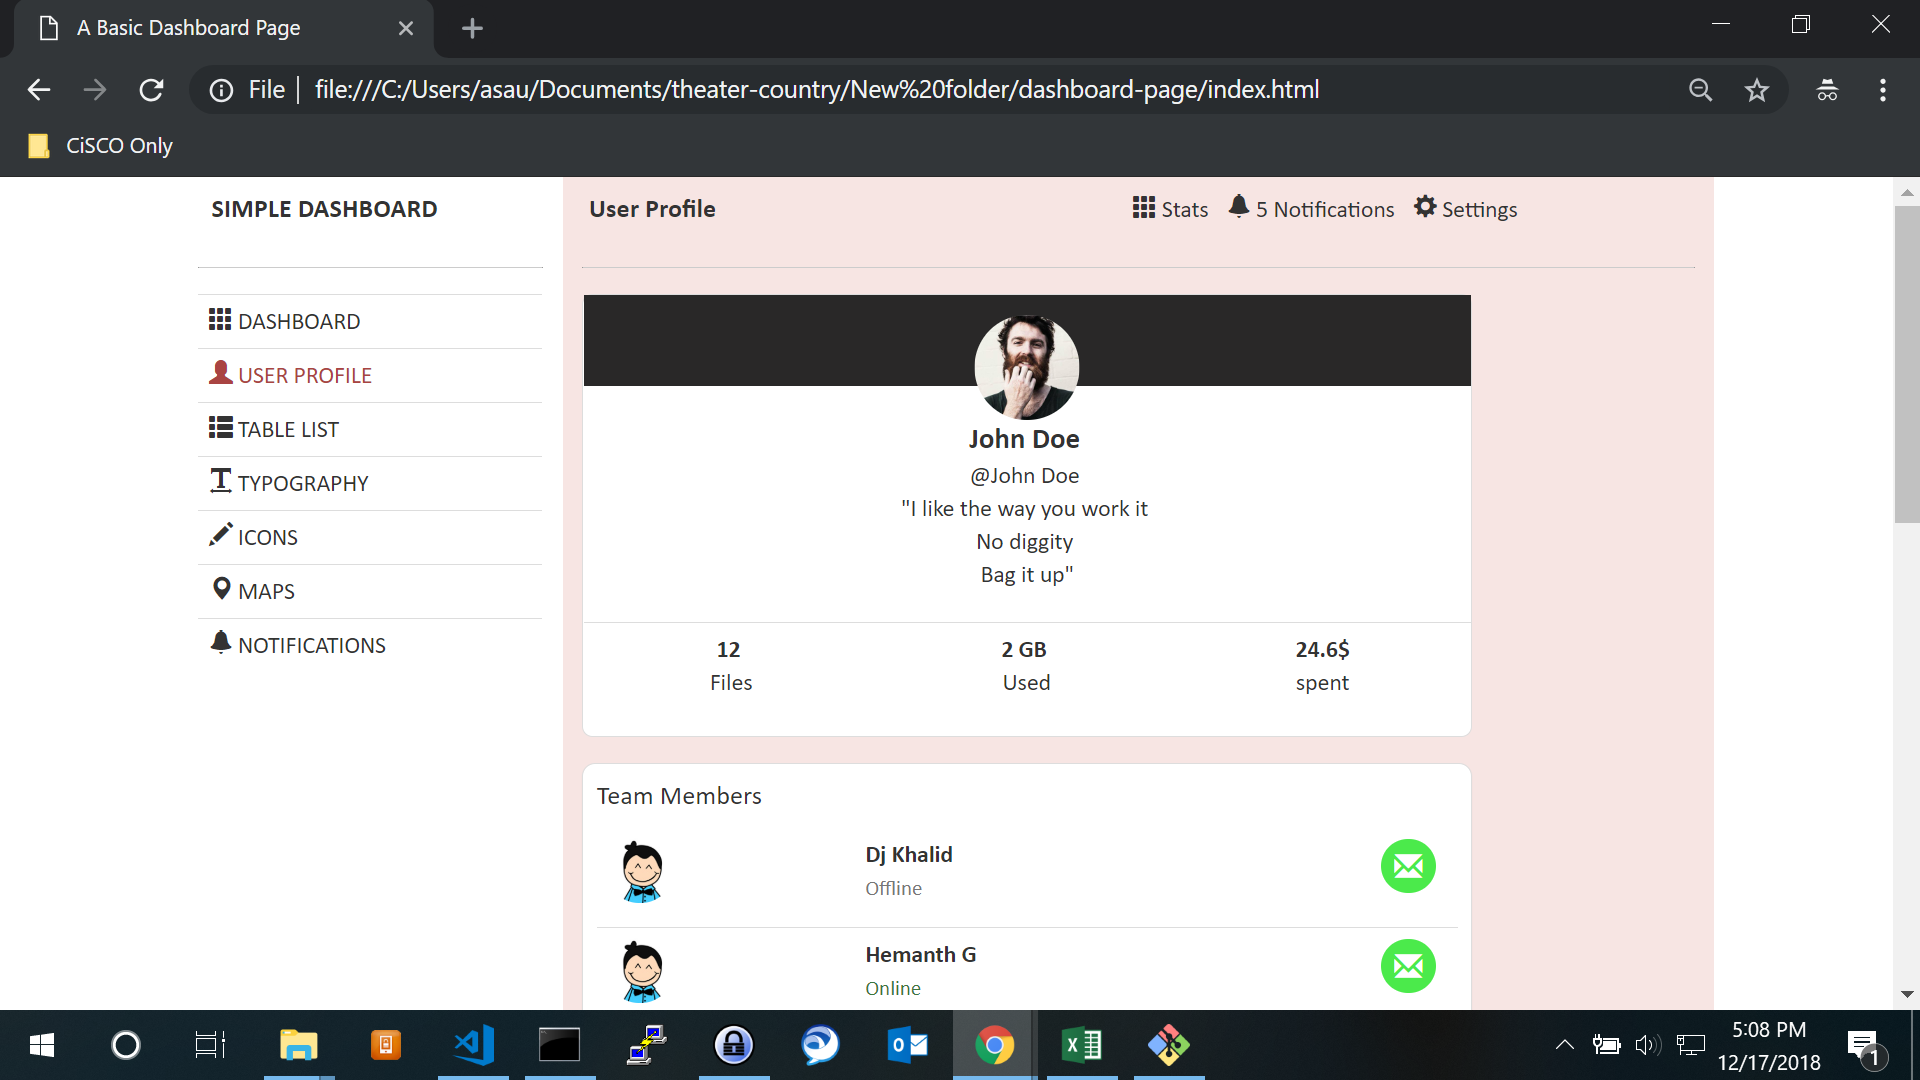 A Basic Dashboard Page
File
file:///C:/Users/asau/Documents/theater-country/New%20folder/dashboard-page/index.html
CiSCO Only
SIMPLE DASHBOARD
DASHBOARD
USER PROFILE
TABLE LIST
TYPOGRAPHY
ICONS
MAPS
NOTIFICATIONS
User Profile
Stats
5 Notifications
Settings
John Doe
@John Doe
"I like the way you work it
No diggity
Bag it up"
12
Files
2 GB
Used
24.6$
spent
Team Members
Dj Khalid
Offline
Hemanth G
Online
5:08 PM
12/17/2018
1